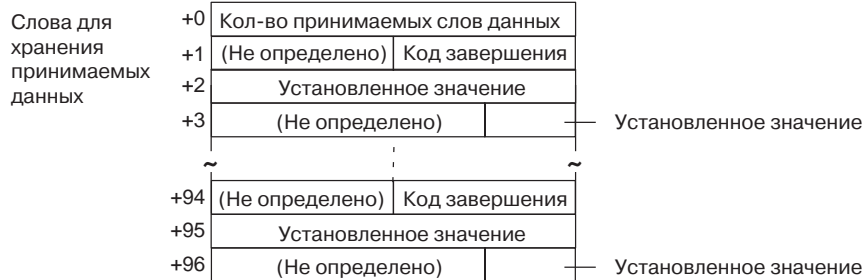 Слова для
хранения
принимаемых
данных
+0 Кол-во принимаемых слов данных
+1 (Не определено) Код завершения
+2 Установленное значение
+3 (Не определено) Установленное значение
~ ~
+94 (Не определено) Код завершения
+95 Установленное значение
+96 (Не определено) Установленное значение